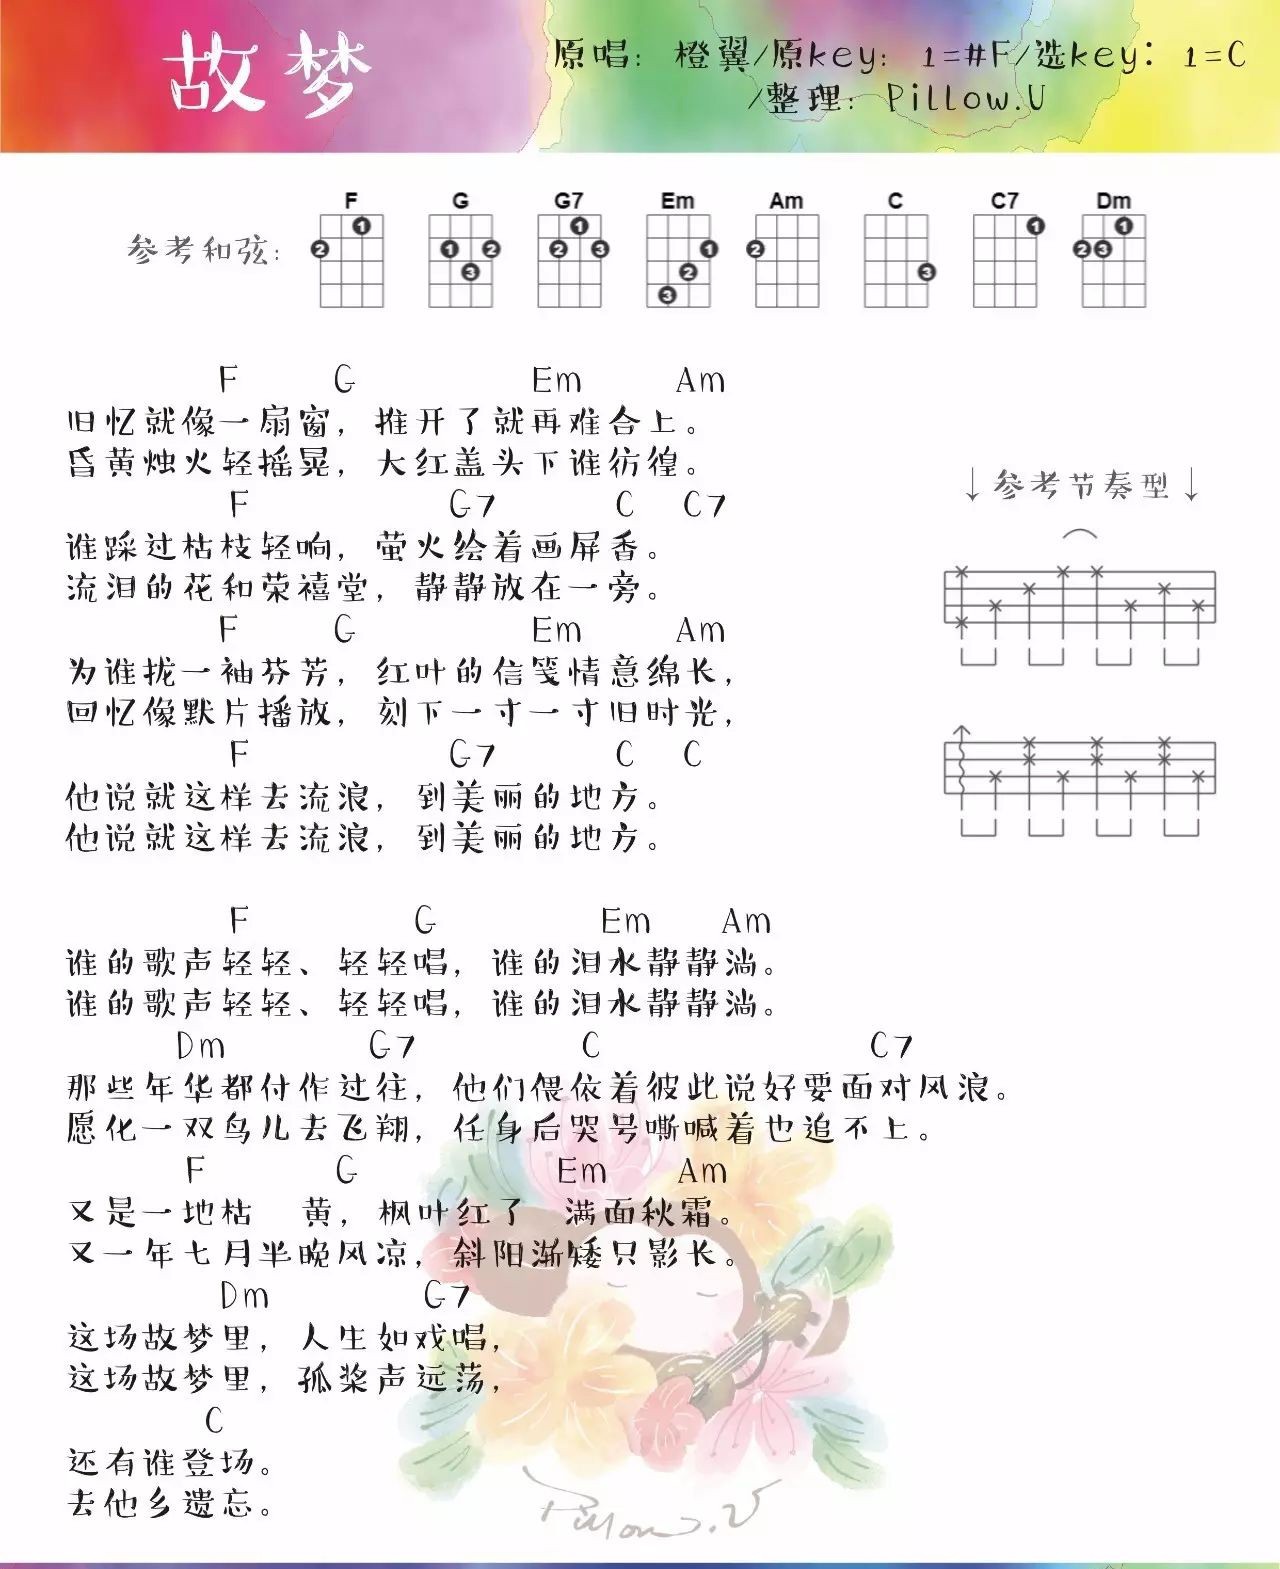 故梦
原唱：橙翼/原key：1=#F/选key：1=C
/整理：Pillow.U
参考和弦：
F G G7 Em Am C C7 Dm
F G Em Am
旧忆就像一扇窗，推开了就再难合上。
昏黄烛火轻摇晃，大红盖头下谁彷徨。
↓参考节奏型↓
F G7 C C7
谁踩过枯枝轻响，萤火绘着画屏香。
流泪的花和荣禧堂，静静放在一旁。
F G Em Am
为谁拢一袖芬芳，红叶的信笺情意绵长，
回忆像默片播放，刻下一寸一寸旧时光，
F G7 C C
他说就这样去流浪，到美丽的地方。
他说就这样去流浪，到美丽的地方。
F G Em Am
谁的歌声轻轻、轻轻唱，谁的泪水静静淌。
谁的歌声轻轻、轻轻唱，谁的泪水静静淌。
Dm G7 C C7
那些年华都付作过往，他们偎依着彼此说好要面对风浪。
愿化一双鸟儿去飞翔，任身后哭号嘶喊着也追不上。
F G Em Am
又是一地枯 黄，枫叶红了 满面秋霜。
又一年七月半晚风凉，斜阳渐矮只影长。
Dm G7
这场故梦里，人生如戏唱，
这场故梦里，孤桨声远荡，
C
还有谁登场。
去他乡遗忘。
Pillow.U